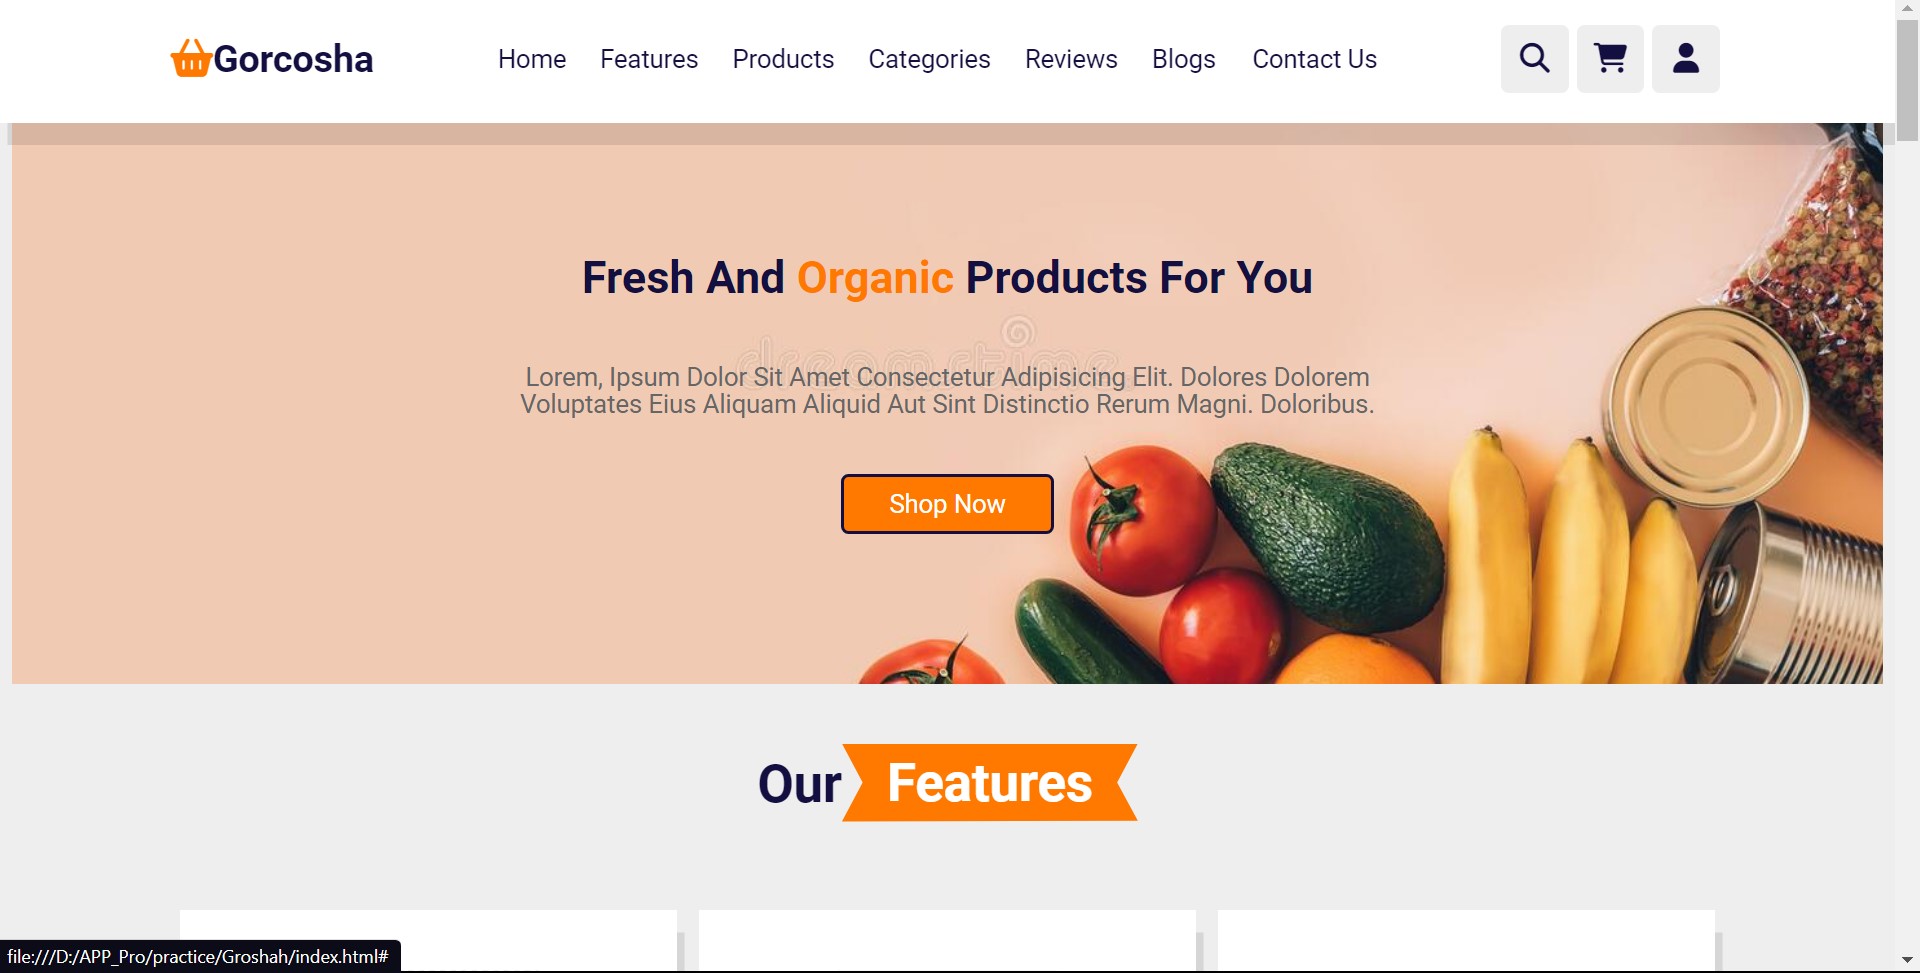 Gorcosha
Home Features Products Categories Reviews Blogs Contact Us
Fresh And Organic Products For You
dreamstime
Lorem, Ipsum Dolor Sit Amet Consectetur Adipisicing Elit. Dolores Dolorem
Voluptates Eius Aliquam Aliquid Aut Sint Distinctio Rerum Magni. Doloribus.
Shop Now
Our Features
file:///D:/APP_Pro/practice/Groshah/index.html#